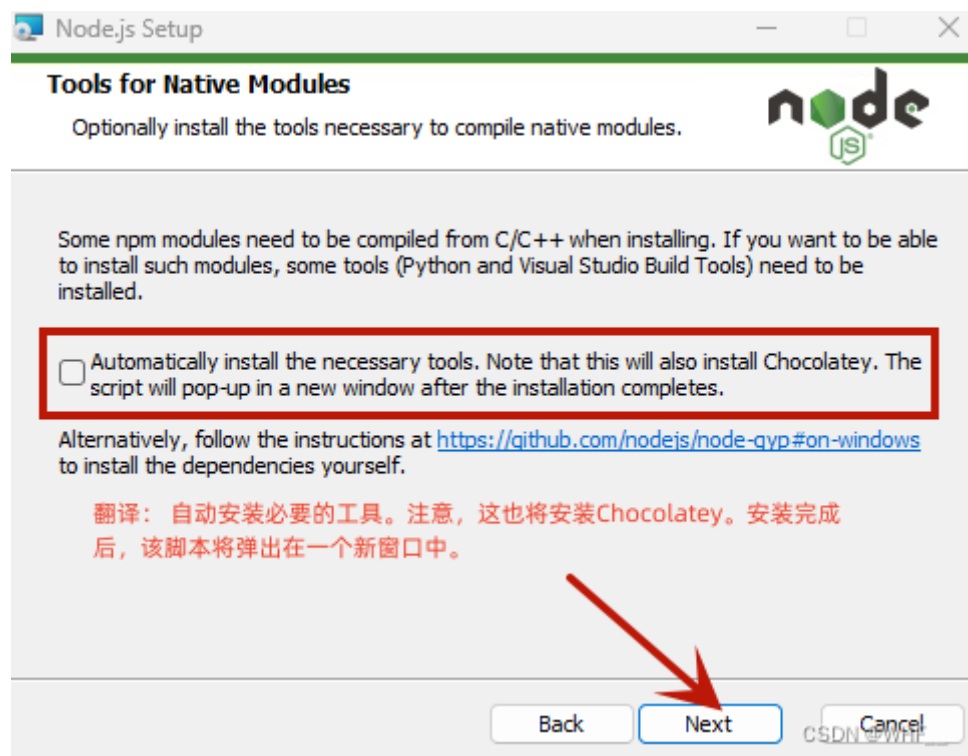 Node.js Setup
Tools for Native Modules
Optionally install the tools necessary to compile native modules.
node
JS
Some npm modules need to be compiled from C/C++ when installing. If you want to be able
to install such modules, some tools (Python and Visual Studio Build Tools) need to be
installed.
Automatically install the necessary tools. Note that this will also install Chocolatey. The
script will pop-up in a new window after the installation completes.
Alternatively, follow the instructions at https://github.com/nodejs/node-gyp#on-windows
to install the dependencies yourself.
翻译： 自动安装必要的工具。注意，这也将安装Chocolatey。安装完成
后，该脚本将弹出在一个新窗口中。
Back
Next
Cancel
CSDN